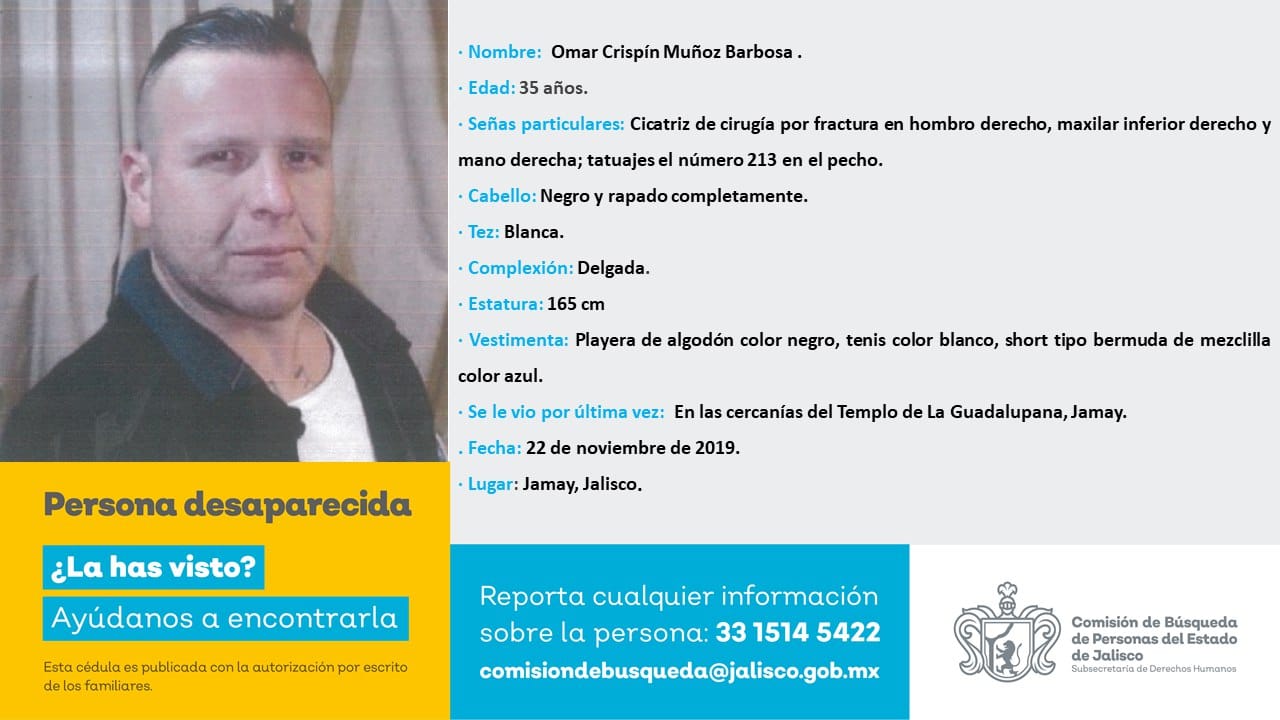 · Nombre: Omar Crispín Muñoz Barbosa .
· Edad: 35 años.
· Señas particulares: Cicatriz de cirugía por fractura en hombro derecho, maxilar inferior derecho y
mano derecha; tatuajes el número 213 en el pecho.
· Cabello: Negro y rapado completamente.
· Tez: Blanca.
· Complexión: Delgada.
· Estatura: 165 cm
· Vestimenta: Playera de algodón color negro, tenis color blanco, short tipo bermuda de mezclilla
color azul.
· Se le vio por última vez: En las cercanías del Templo de La Guadalupana, Jamay.
. Fecha: 22 de noviembre de 2019.
· Lugar: Jamay, Jalisco.
Persona desaparecida
¿La has visto?
Ayúdanos a encontrarla
Esta cédula es publicada con la autorización por escrito
de los familiares.
Reporta cualquier información
sobre la persona: 33 1514 5422
comisiondebusqueda@jalisco.gob.mx
Comisión de Búsqueda
de Personas del Estado
de Jalisco
Subsecretaría de Derechos Humanos